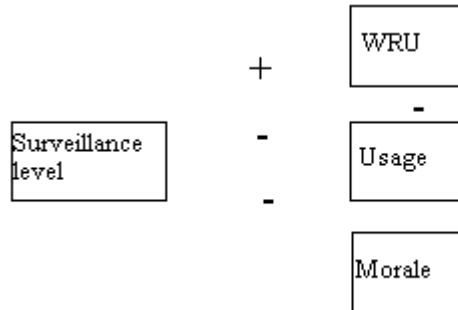 WRU
+
-
Surveillance
level
-
Usage
-
Morale